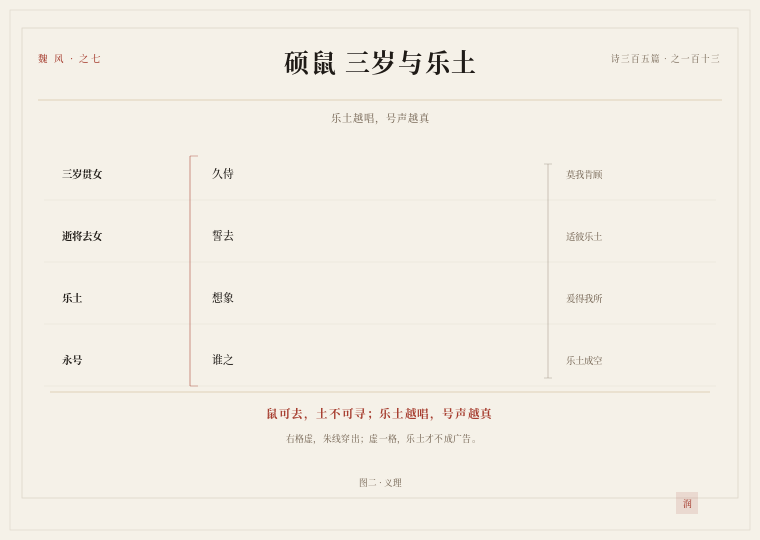 魏风·之七
硕鼠 三岁与乐土
诗三百五篇·之一百十三
乐土越唱，号声越真
三岁贯女 久侍 莫我肯顾
逝将去女 誓去 适彼乐土
乐土 想象 爰得我所
永号 谁之 乐土成空
鼠可去，土不可寻；乐土越唱，号声越真
右格虚，朱线穿出；虚一格，乐土才不成广告。
图二·义理
润